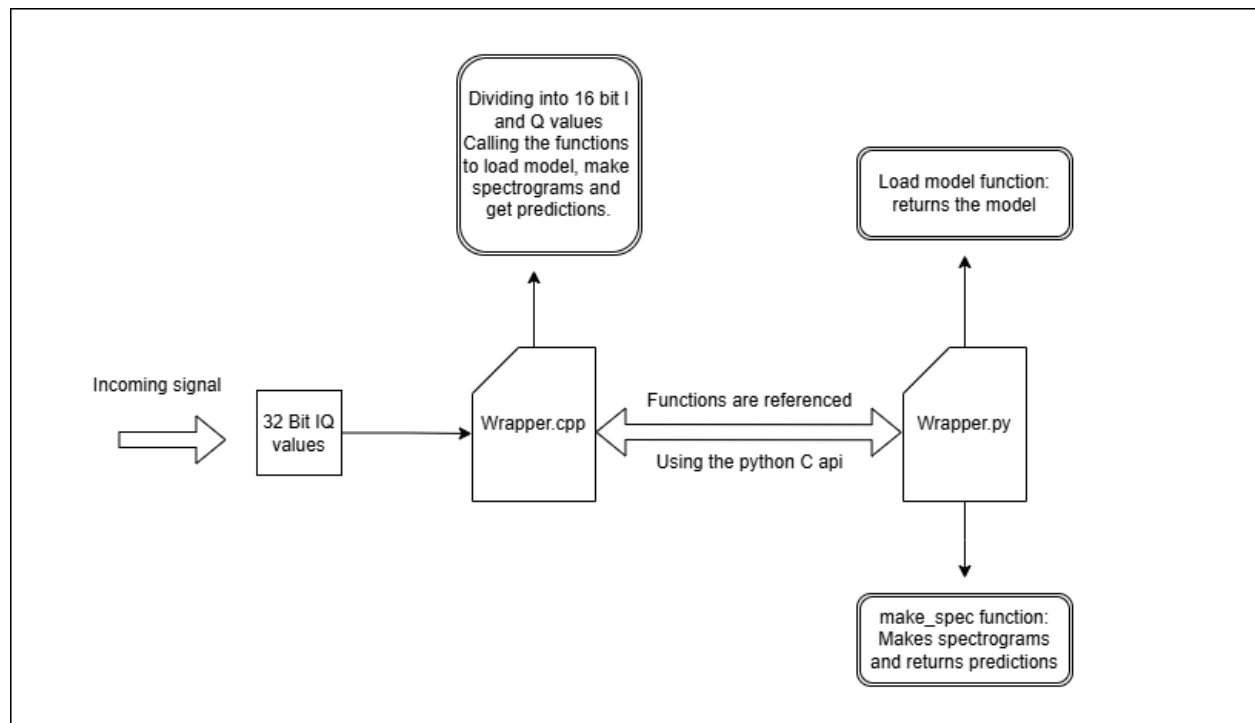 Dividing into 16 bit I
and Q values
Calling the functions
to load model, make
spectrograms and
get predictions.
Load model function:
returns the model
Incoming signal
32 Bit IQ
values
Wrapper.cpp
Functions are referenced
Using the python C api
Wrapper.py
make_spec function:
Makes spectrograms
and returns predictions